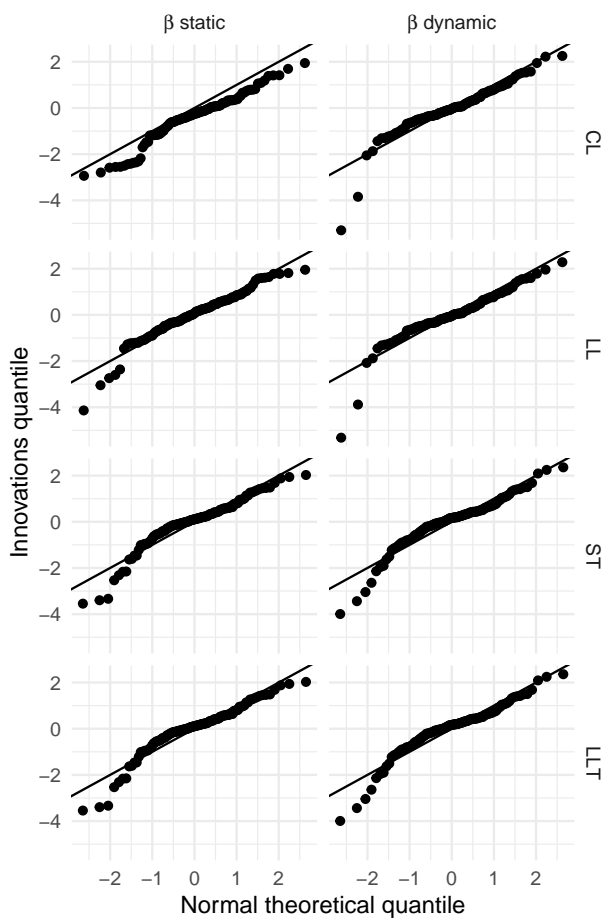 β static
β dynamic
2
0
−2
−4
CL
2
0
−2
−4
LL
2
0
−2
−4
ST
2
0
−2
−4
LLT
−2 −1 0 1 2
−2 −1 0 1 2
Normal theoretical quantile
Innovations quantile